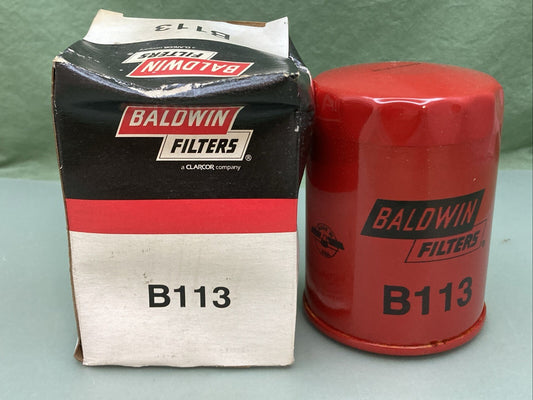 B113
BALDWIN
FILTERS
BALDWIN
FILTERS®
a CLARCOR company
B113
BALDWIN
FILTERS®
B113